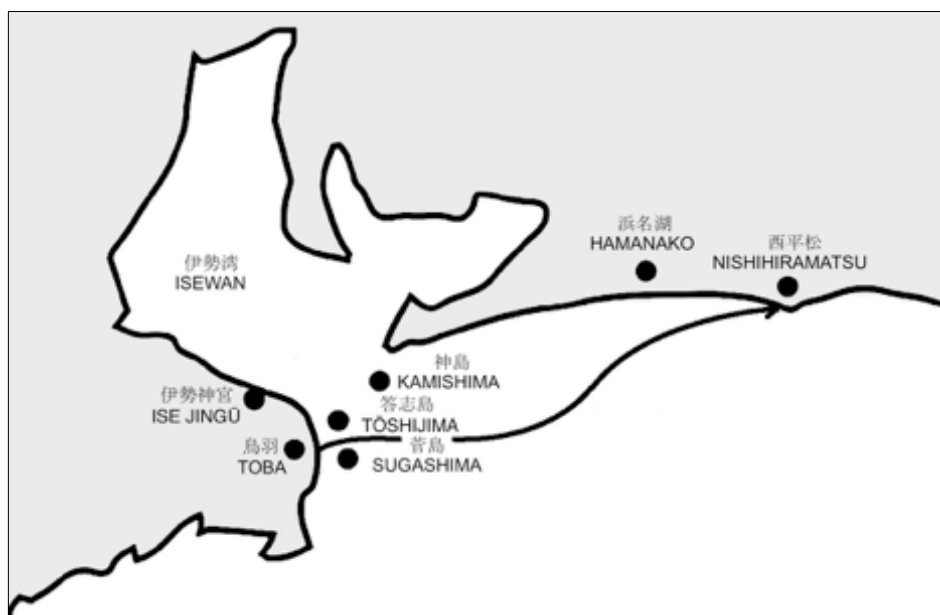 浜名湖
HAMANAKO
西平松
NISHIHIRAMATSU
伊勢湾
ISEWAN
神島
KAMISHIMA
伊勢神宮
ISE JINGŪ
答志島
TŌSHIJIMA
鳥羽
TOBA
菅島
SUGASHIMA